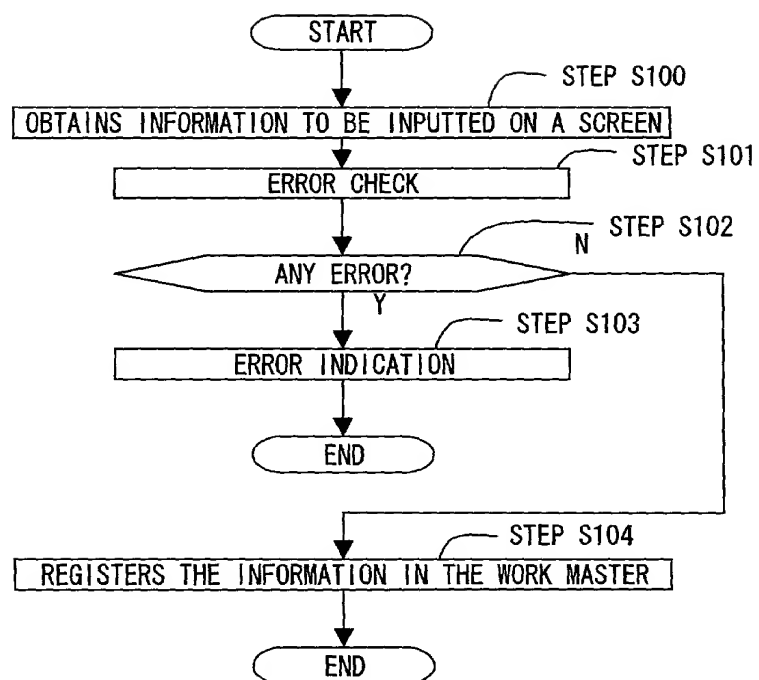 START
STEP S100
OBTAINS INFORMATION TO BE INPUTTED ON A SCREEN
STEP S101
ERROR CHECK
STEP S102
N
ANY ERROR?
Y
STEP S103
ERROR INDICATION
END
STEP S104
REGISTERS THE INFORMATION IN THE WORK MASTER
END